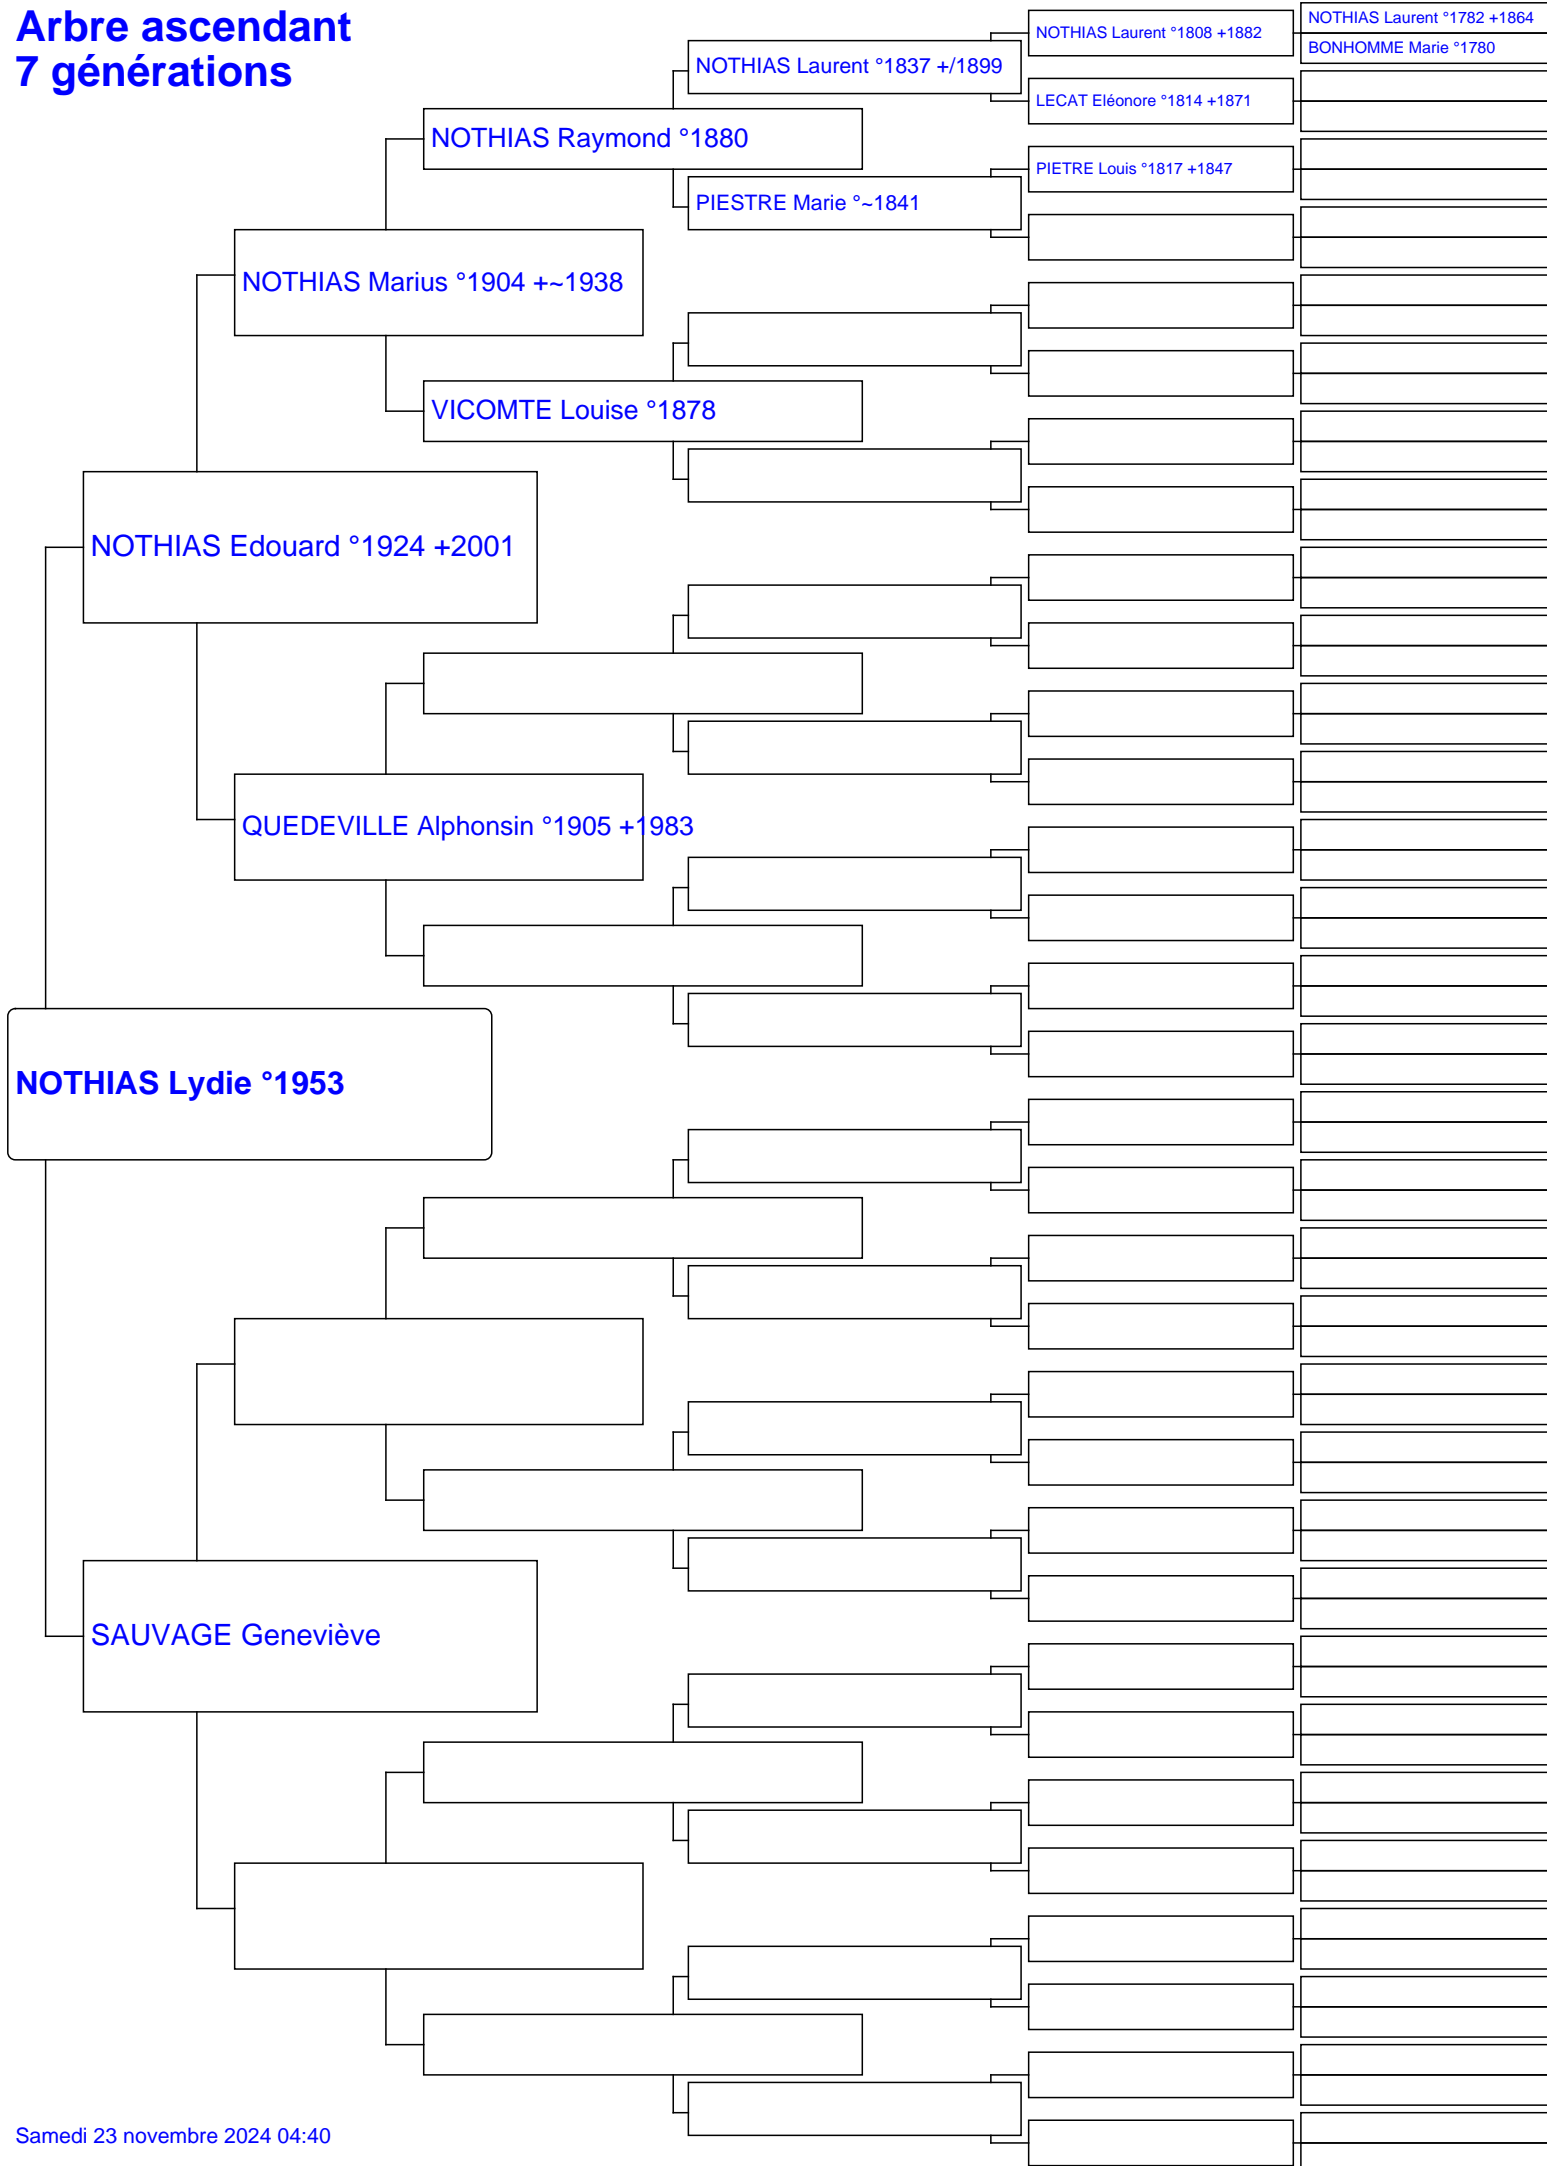 Arbre ascendant
7 générations
NOTHIAS Laurent °1782 +1864
NOTHIAS Laurent °1808 +1882
BONHOMME Marie °1780
NOTHIAS Laurent °1837 +/1899
LECAT Eléonore °1814 +1871
NOTHIAS Raymond °1880
PIETRE Louis °1817 +1847
PIESTRE Marie °~1841
NOTHIAS Marius °1904 +~1938
VICOMTE Louise °1878
NOTHIAS Edouard °1924 +2001
QUEDEVILLE Alphonsin °1905 +1983
NOTHIAS Lydie °1953
SAUVAGE Geneviève
Samedi 23 novembre 2024 04:40